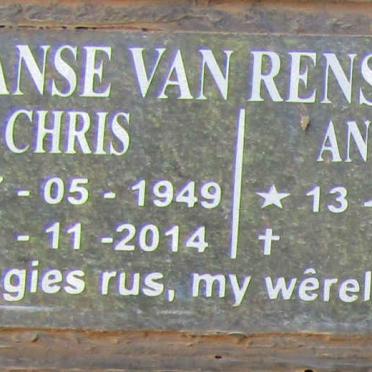 ANSE VAN RENS
CHRIS AN
- 05 - 1949 ★ 13 -
- 11 -2014 ✝
gies rus, my wêrel